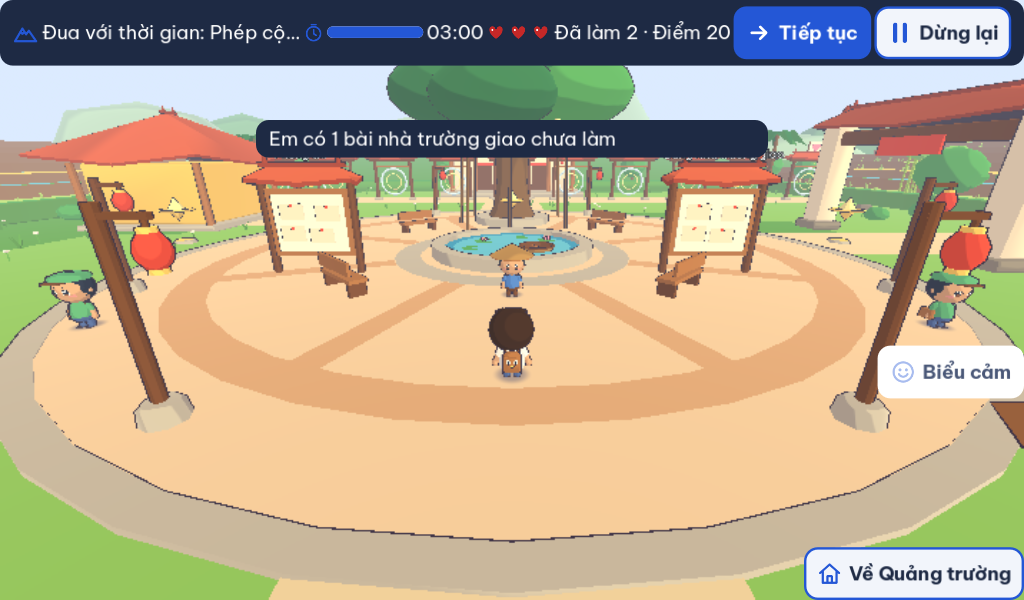 Đua với thời gian: Phép cộ... 03:00 Đã làm 2 · Điểm 20 Tiếp tục Dừng lại
Em có 1 bài nhà trường giao chưa làm
Biểu cảm
Về Quảng trường